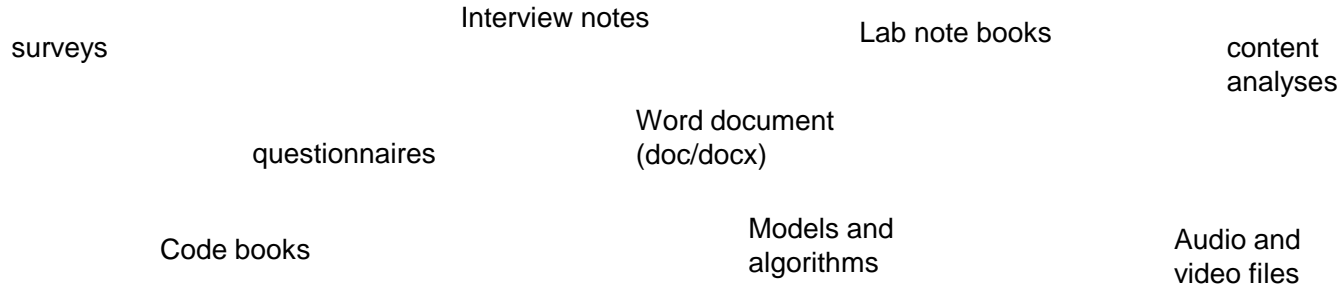 Interview notes
surveys
Lab note books
content
analyses
Word document
(doc/docx)
questionnaires
Code books
Models and
algorithms
Audio and
video files